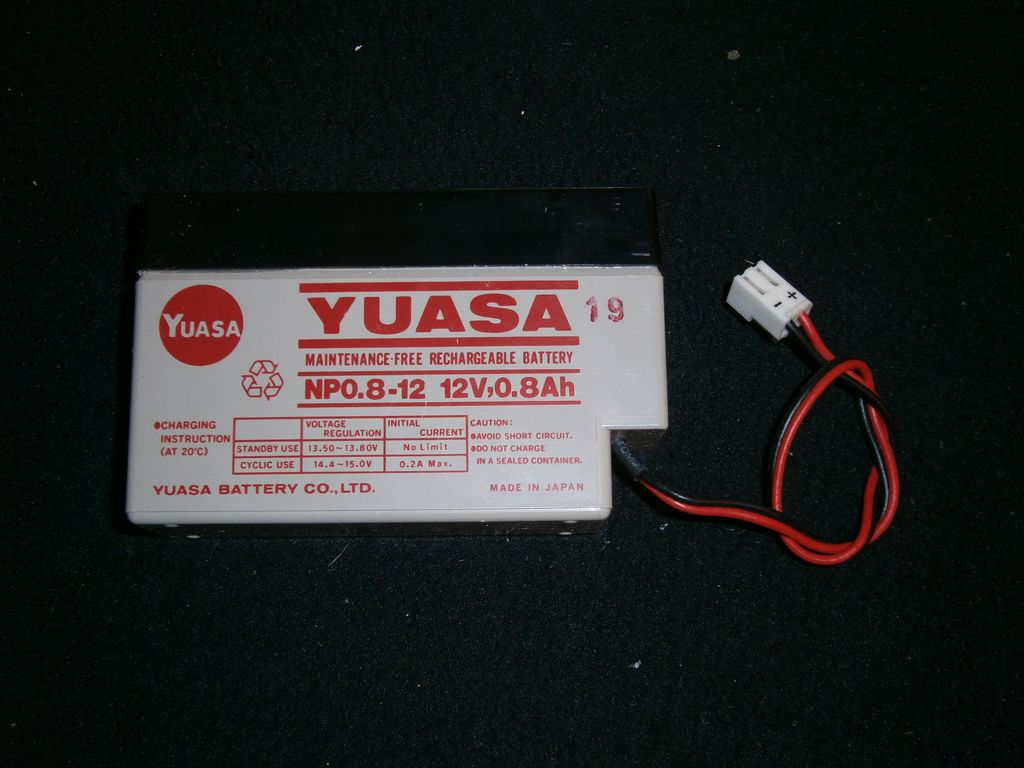 YUASA
YUASA 19
MAINTENANCE-FREE RECHARGEABLE BATTERY
NP0.8-12 12V,0.8Ah
●CHARGING INSTRUCTION (AT 20°C)
VOLTAGE REGULATION INITIAL CURRENT
STANDBY USE 13.50~13.80V No Limit
CYCLIC USE 14.4~15.0V 0.2A Max.
CAUTION:
●AVOID SHORT CIRCUIT.
●DO NOT CHARGE
IN A SEALED CONTAINER.
YUASA BATTERY CO.,LTD.
MADE IN JAPAN
- +